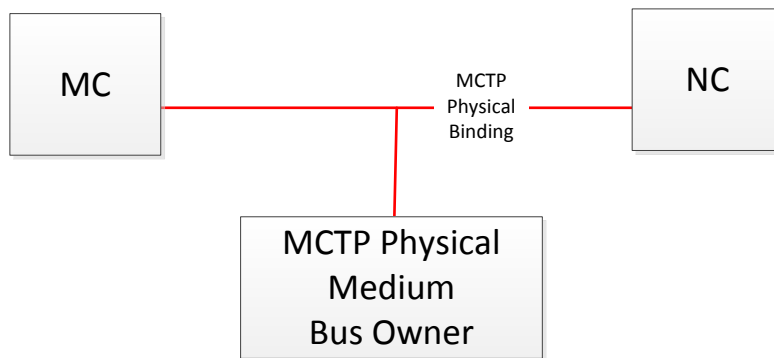 MC
MCTP
Physical
Binding
NC
MCTP Physical
Medium
Bus Owner